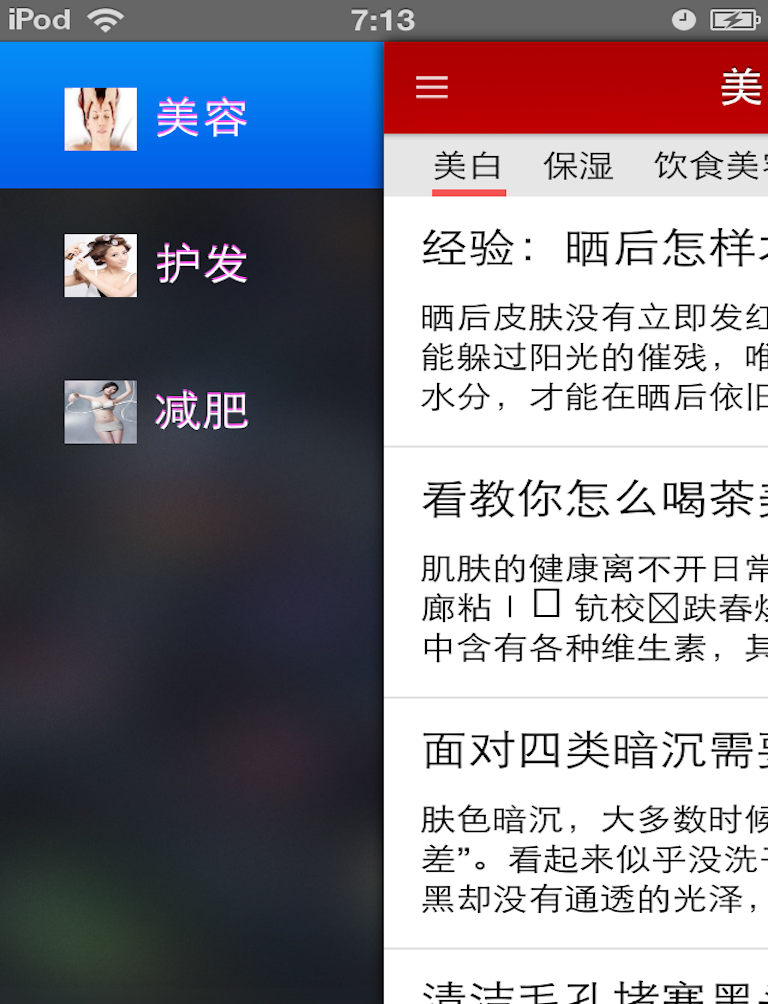 iPod 7:13
美容
护发
减肥
美
美白 保湿 饮食美
经验：晒后怎样
晒后皮肤没有立即发红
能躲过阳光的催残，唯
水分，才能在晒后依旧
看教你怎么喝茶
肌肤的健康离不开日常
廊粘
中含有各种维生素，其
面对四类暗沉需要
肤色暗沉，大多数时候
差”。看起来似乎没洗干
黑却没有通透的光泽，
清洁毛孔堵塞黑